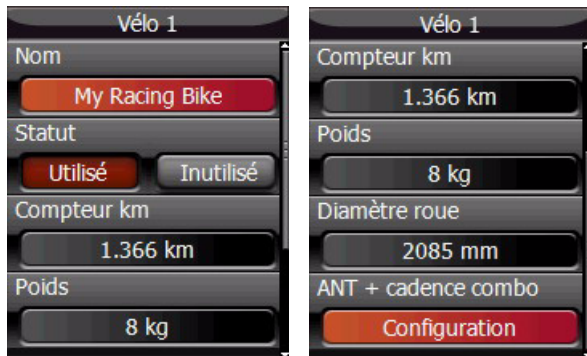 Vélo 1
Nom
My Racing Bike
Statut
Utilisé Inutilisé
Compteur km
1.366 km
Poids
8 kg
Vélo 1
Compteur km
1.366 km
Poids
8 kg
Diamètre roue
2085 mm
ANT + cadence combo
Configuration